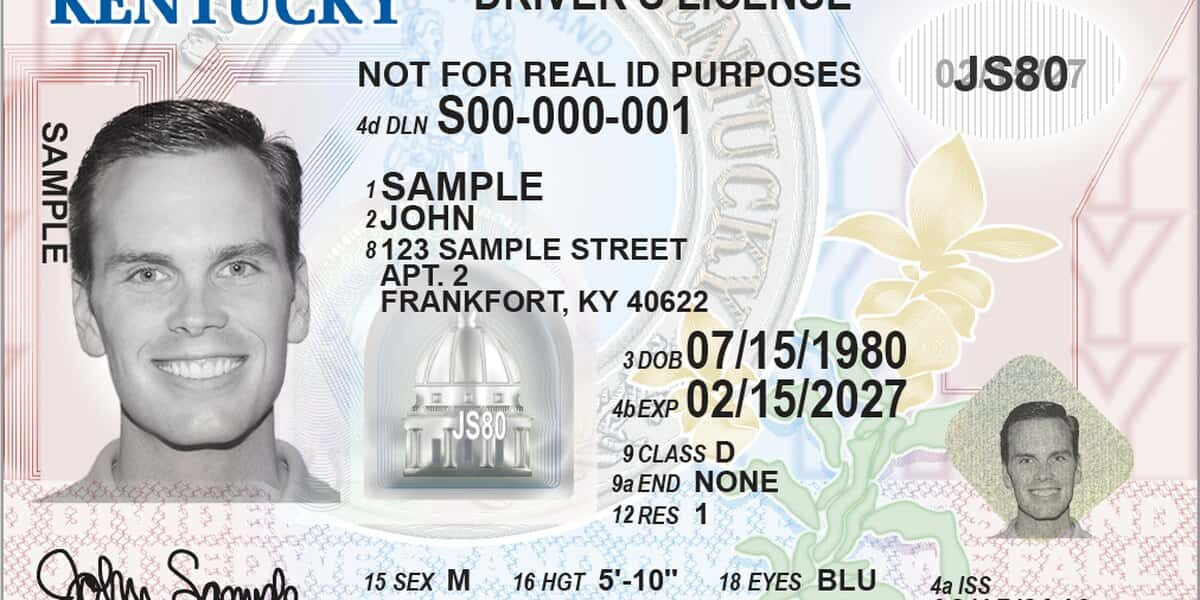 KENTUCKY
DRIVER'S LICENSE
NOT FOR REAL ID PURPOSES
4d DLN S00-000-001
JS80
SAMPLE
1 SAMPLE
2 JOHN
8 123 SAMPLE STREET
APT. 2
FRANKFORT, KY 40622
KENTUCKY
JS80
3 DOB 07/15/1980
4b EXP 02/15/2027
9 CLASS D
9a END NONE
12 RES 1
John Sample
15 SEX M 16 HGT 5'-10" 18 EYES BLU 4a ISS